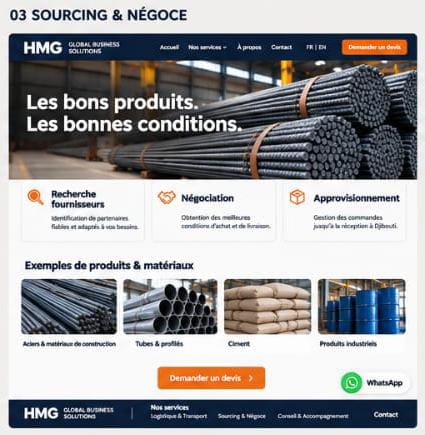 03 SOURCING & NÉGOCE
HMG GLOBAL BUSINESS SOLUTIONS
Accueil Nos services À propos Contact FR | EN Demander un devis
Les bons produits.
Les bonnes conditions.
Recherche
fournisseurs
Identification de partenaires
fiables et adaptés à vos besoins.
Négociation
Obtention des meilleures
conditions d'achat et de livraison.
Approvisionnement
Gestion des commandes
jusqu'à la réception à Djibouti.
Exemples de produits & matériaux
Aciers & matériaux de construction
Tubes & profilés
Ciment
Produits industriels
Demander un devis
WhatsApp
HMG GLOBAL BUSINESS SOLUTIONS
Nos services
Logistique & Transport Sourcing & Négoce Conseil & Accompagnement
Contact